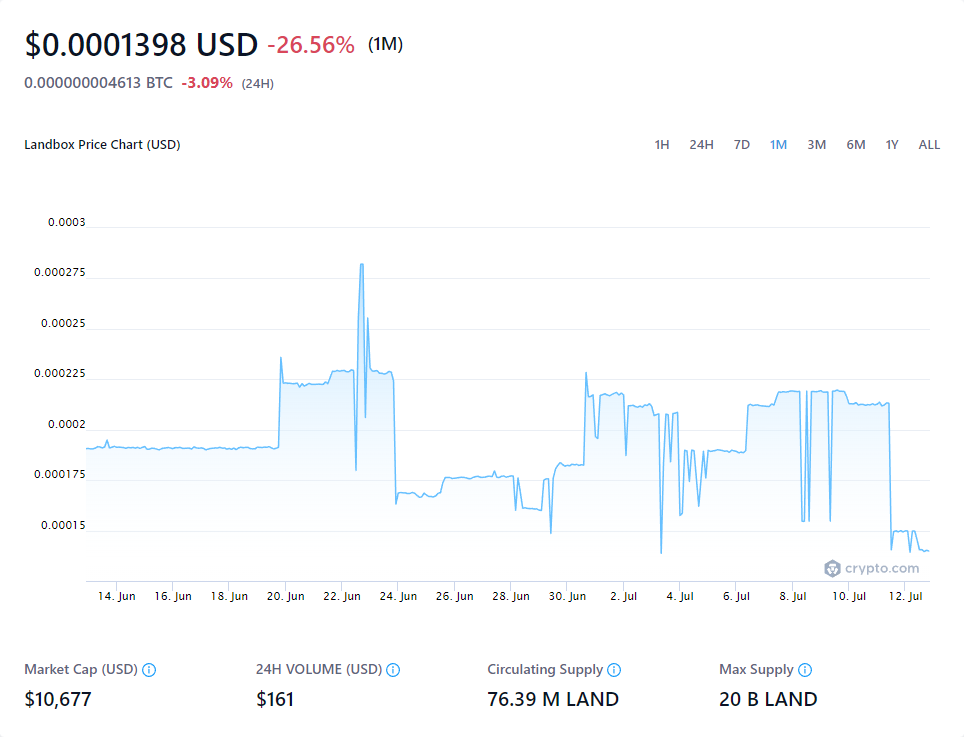 $0.0001398 USD -26.56% (1M)
0.000000004613 BTC -3.09% (24H)
Landbox Price Chart (USD) 1H 24H 7D 1M 3M 6M 1Y ALL
0.0003
0.000275
0.00025
0.000225
0.0002
0.000175
0.00015
crypto.com
14. Jun 16. Jun 18. Jun 20. Jun 22. Jun 24. Jun 26. Jun 28. Jun 30. Jun 2. Jul 4. Jul 6. Jul 8. Jul 10. Jul 12. Jul
Market Cap (USD) 24H VOLUME (USD) Circulating Supply Max Supply
$10,677 $161 76.39 M LAND 20 B LAND